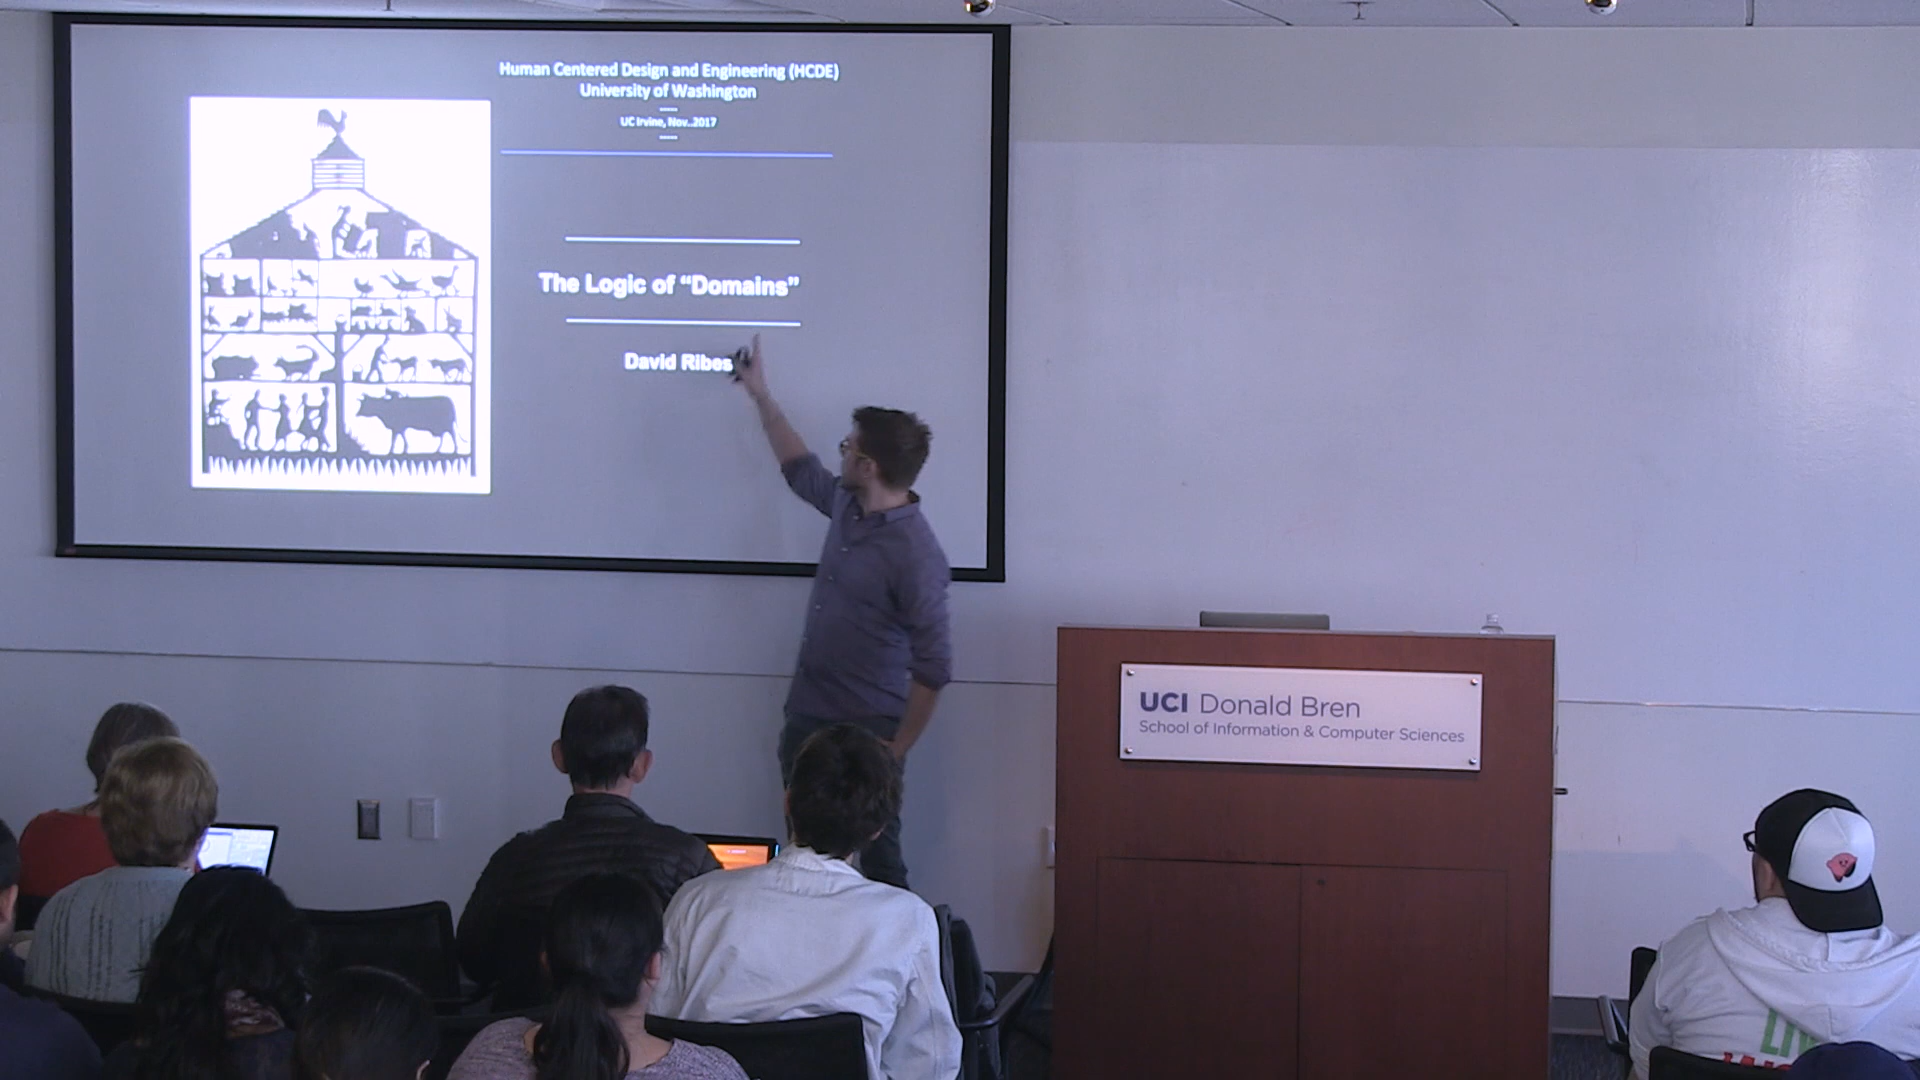 Human Centered Design and Engineering (HCDE)
University of Washington
UC Irvine, Nov..2017
The Logic of “Domains”
David Ribes
UCI Donald Bren
School of Information & Computer Sciences